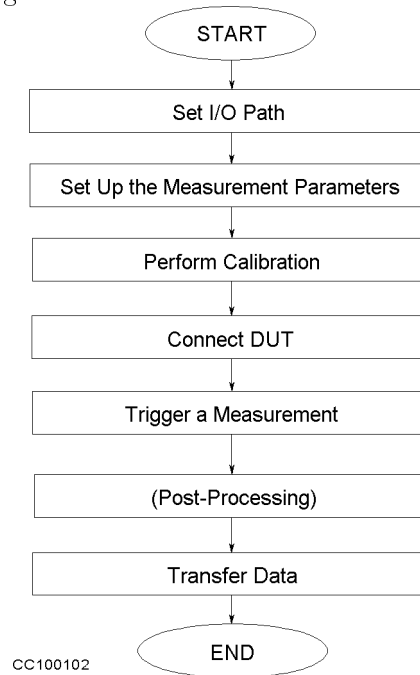 START
Set I/O Path
Set Up the Measurement Parameters
Perform Calibration
Connect DUT
Trigger a Measurement
(Post-Processing)
Transfer Data
END
CC100102